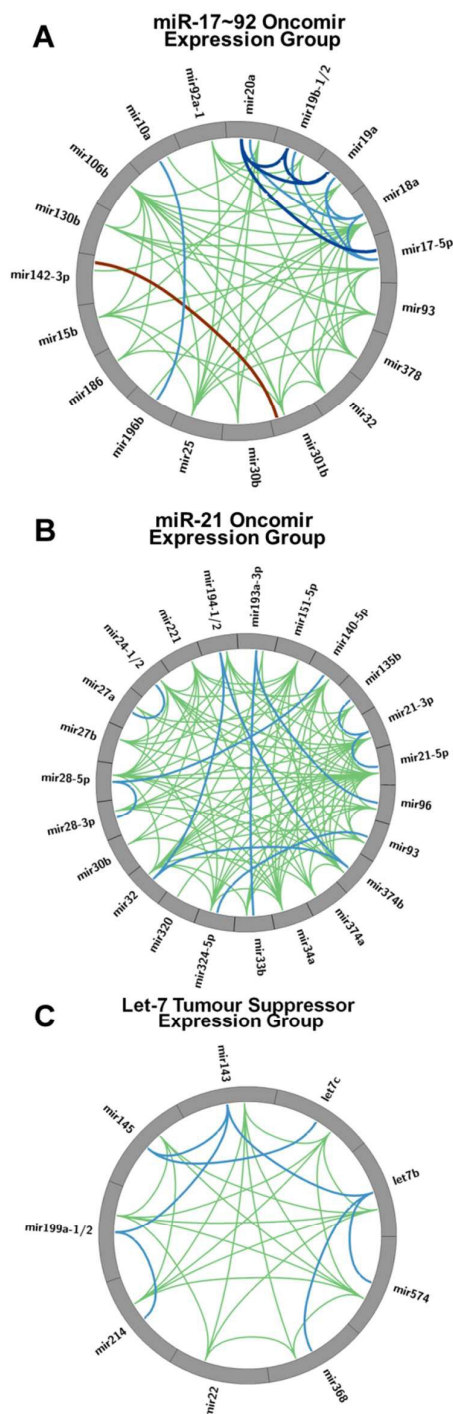 A
miR-17~92 Oncomir
Expression Group
mir20a
mir19b-1/2
mir19a
mir18a
mir17-5p
mir93
mir378
mir32
mir301b
mir30b
mir25
mir196b
mir186
mir15b
mir142-3p
mir130b
mir106b
mir10a
mir92a-1
B
miR-21 Oncomir
Expression Group
mir193a-3p
mir151-5p
mir140-5p
mir135b
mir21-3p
mir21-5p
mir96
mir93
mir374b
mir374a
mir34a
mir33b
mir324-5p
mir320
mir32
mir30b
mir28-3p
mir28-5p
mir27b
mir27a
mir24-1/2
mir221
mir194-1/2
C
Let-7 Tumour Suppressor
Expression Group
mir143
let7c
let7b
mir574
mir368
mir22
mir214
mir199a-1/2
mir145